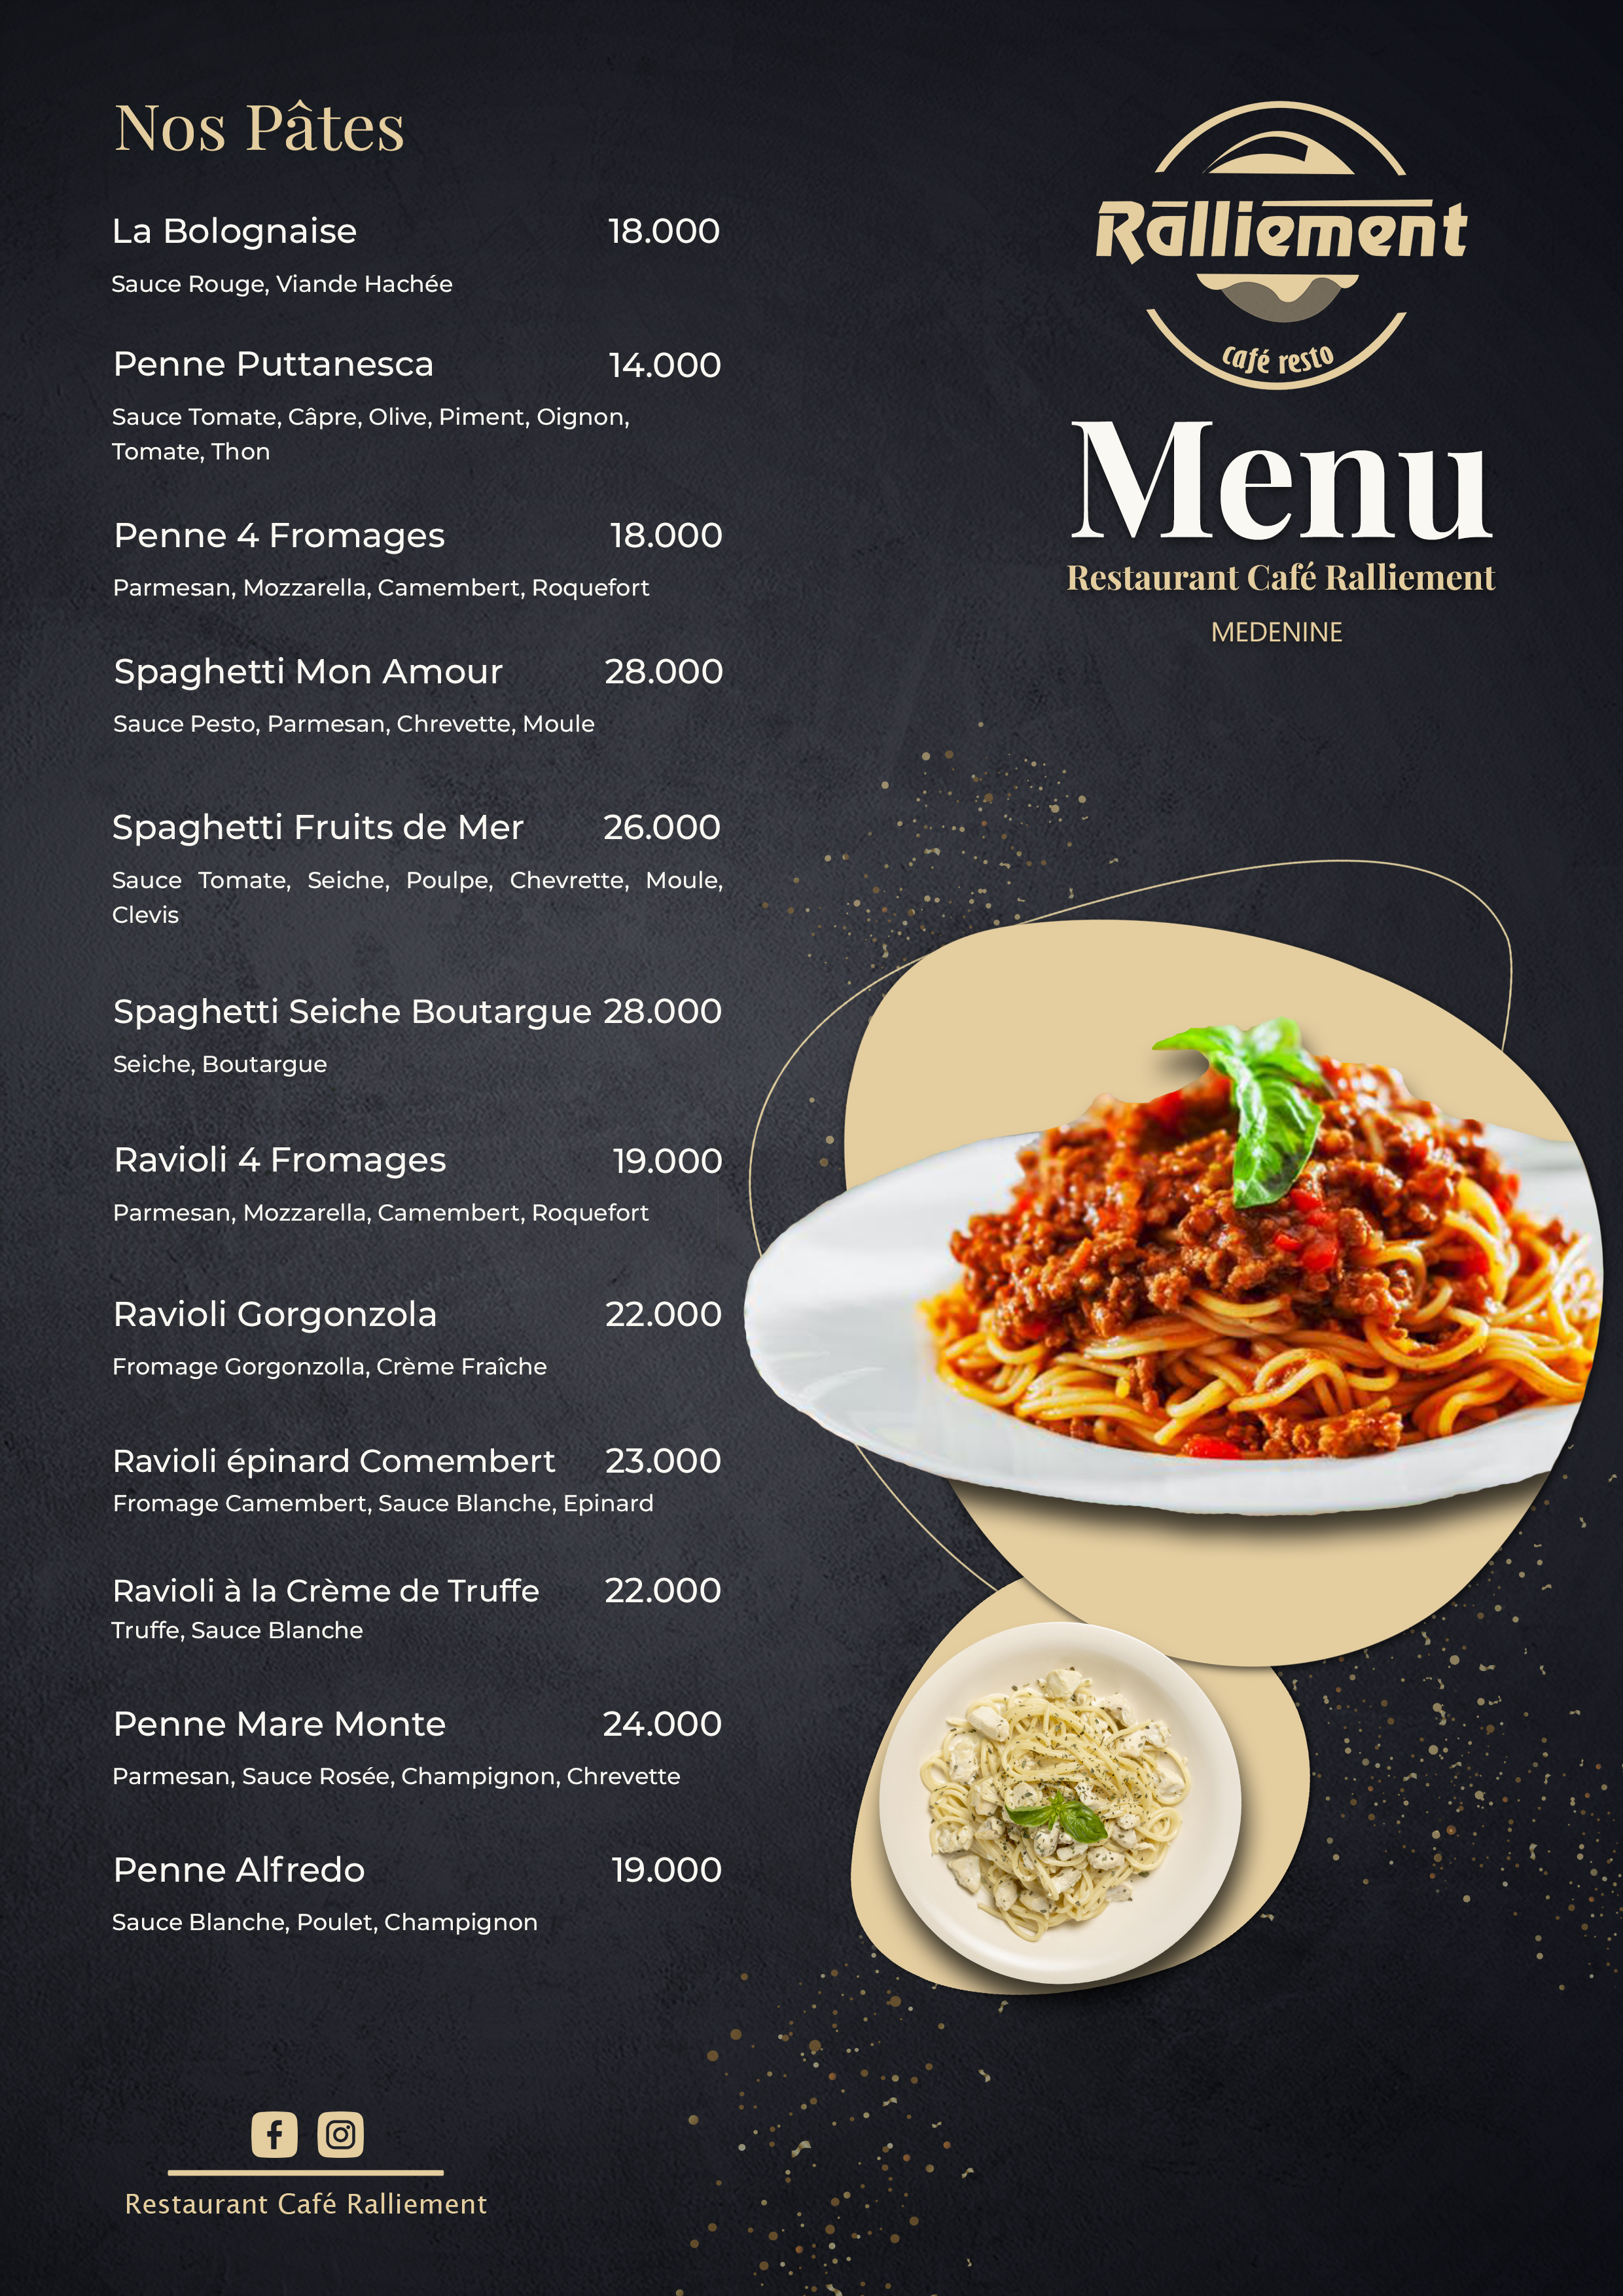 Nos Pâtes
La Bolognaise 18.000
Sauce Rouge, Viande Hachée
Penne Puttanesca 14.000
Sauce Tomate, Câpre, Olive, Piment, Oignon,
Tomate, Thon
Penne 4 Fromages 18.000
Parmesan, Mozzarella, Camembert, Roquefort
Spaghetti Mon Amour 28.000
Sauce Pesto, Parmesan, Chrevette, Moule
Spaghetti Fruits de Mer 26.000
Sauce Tomate, Seiche, Poulpe, Chevrette, Moule,
Clevis
Spaghetti Seiche Boutargue 28.000
Seiche, Boutargue
Ravioli 4 Fromages 19.000
Parmesan, Mozzarella, Camembert, Roquefort
Ravioli Gorgonzola 22.000
Fromage Gorgonzolla, Crème Fraîche
Ravioli épinard Comembert 23.000
Fromage Camembert, Sauce Blanche, Epinard
Ravioli à la Crème de Truffe 22.000
Truffe, Sauce Blanche
Penne Mare Monte 24.000
Parmesan, Sauce Rosée, Champignon, Chrevette
Penne Alfredo 19.000
Sauce Blanche, Poulet, Champignon
Restaurant Café Ralliement
Ralliement
café resto
Menu
Restaurant Café Ralliement
MEDENINE